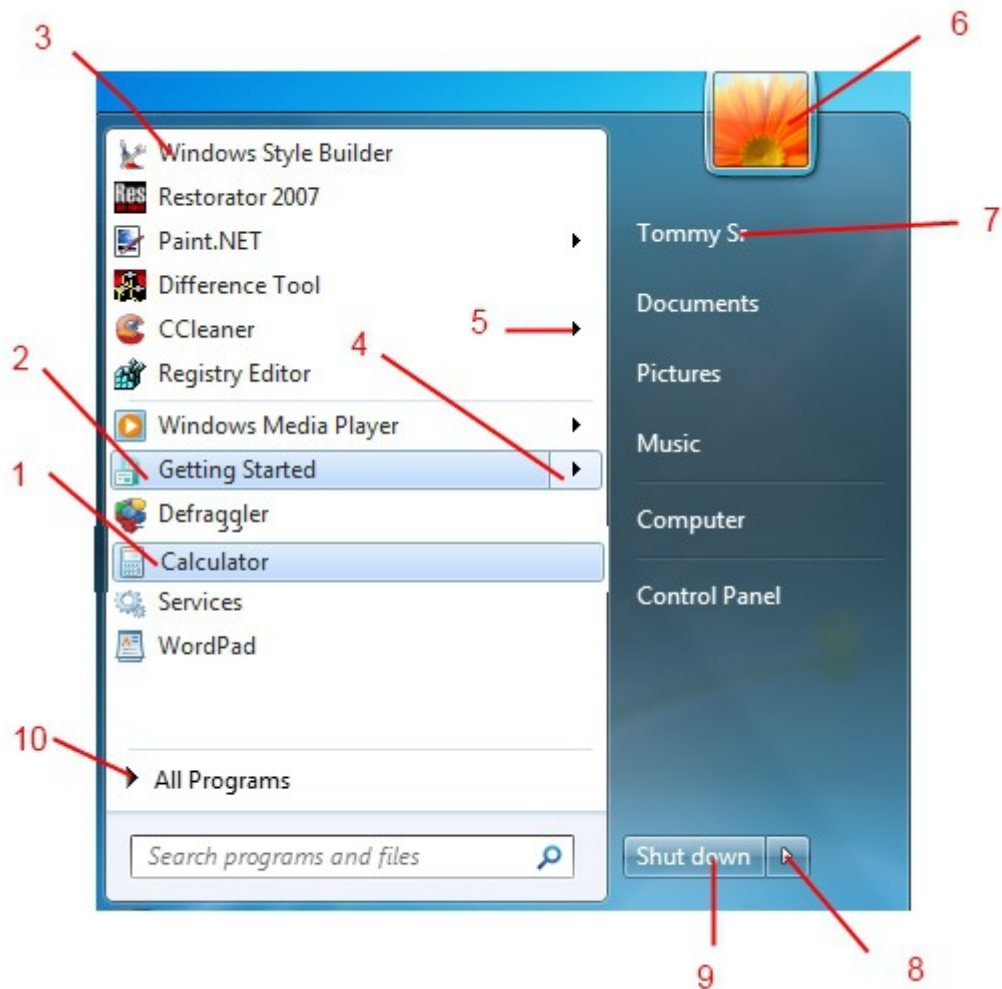 3
6
Windows Style Builder
Res
Restorator 2007
7
Tommy Sr
Paint.NET
Difference Tool
Documents
5
CCleaner
4
2
Registry Editor
Pictures
Windows Media Player
Music
1
Getting Started
Defraggler
Computer
Calculator
Control Panel
Services
WordPad
10
All Programs
Search programs and files
Shut down
9
8